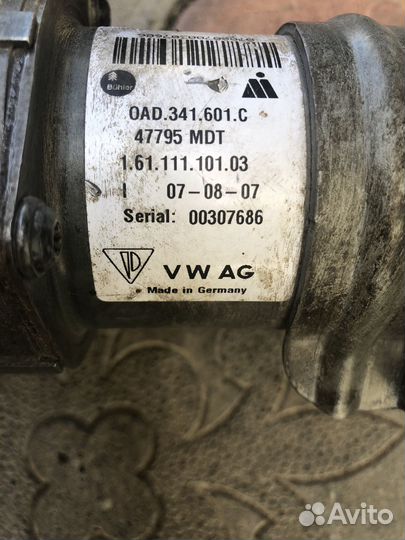 Bühler
0AD.341.601.C
47795 MDT
1.61.111.101.03
I 07-08-07
Serial: 00307686
VW AG
Made in Germany
Avito